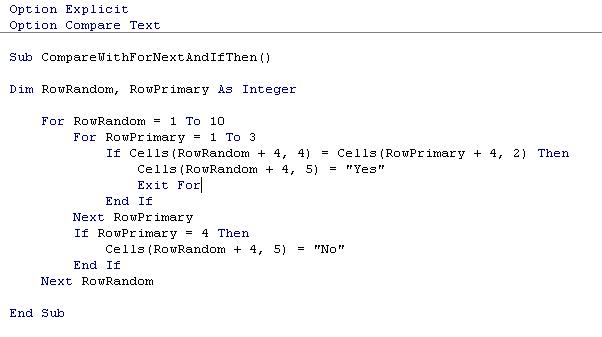 Option Explicit
Option Compare Text
Sub CompareWithForNextAndIfThen()
Dim RowRandom, RowPrimary As Integer
For RowRandom = 1 To 10
For RowPrimary = 1 To 3
If Cells(RowRandom + 4, 4) = Cells(RowPrimary + 4, 2) Then
Cells(RowRandom + 4, 5) = "Yes"
Exit For
End If
Next RowPrimary
If RowPrimary = 4 Then
Cells(RowRandom + 4, 5) = "No"
End If
Next RowRandom
End Sub